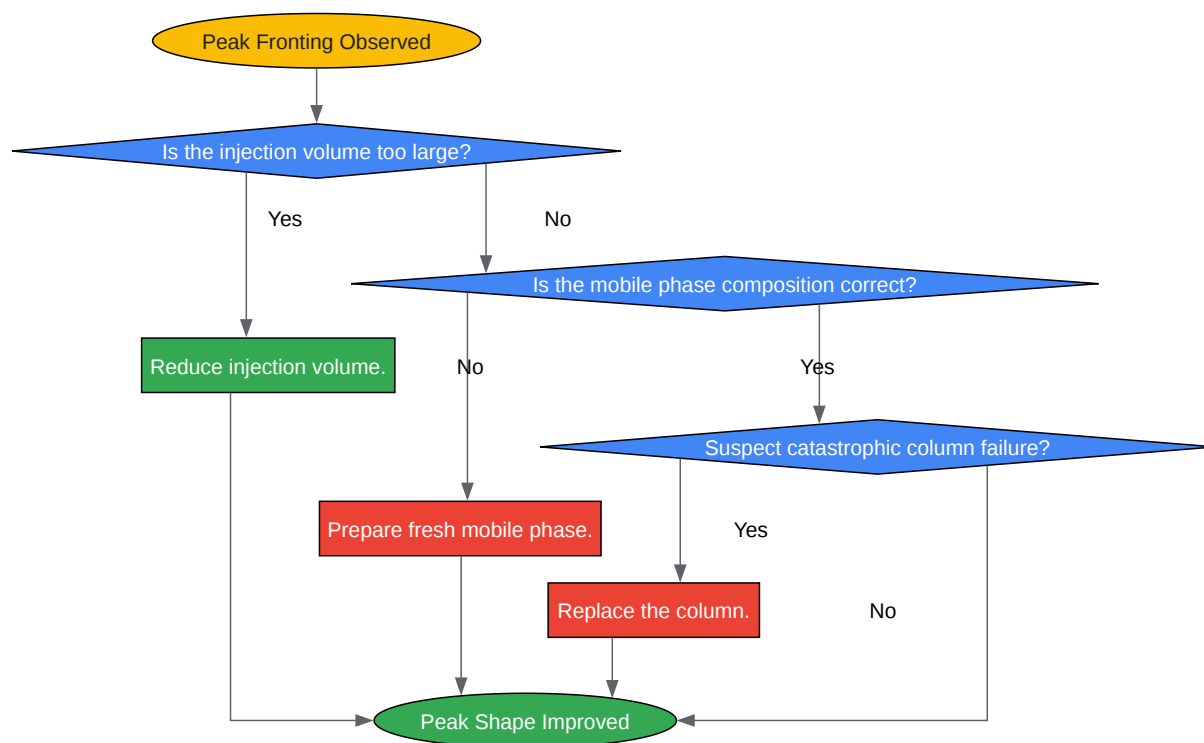 Peak Fronting Observed
Is the injection volume too large?
Yes
No
Is the mobile phase composition correct?
Reduce injection volume.
No
Yes
Suspect catastrophic column failure?
Prepare fresh mobile phase.
Yes
Replace the column.
No
Peak Shape Improved